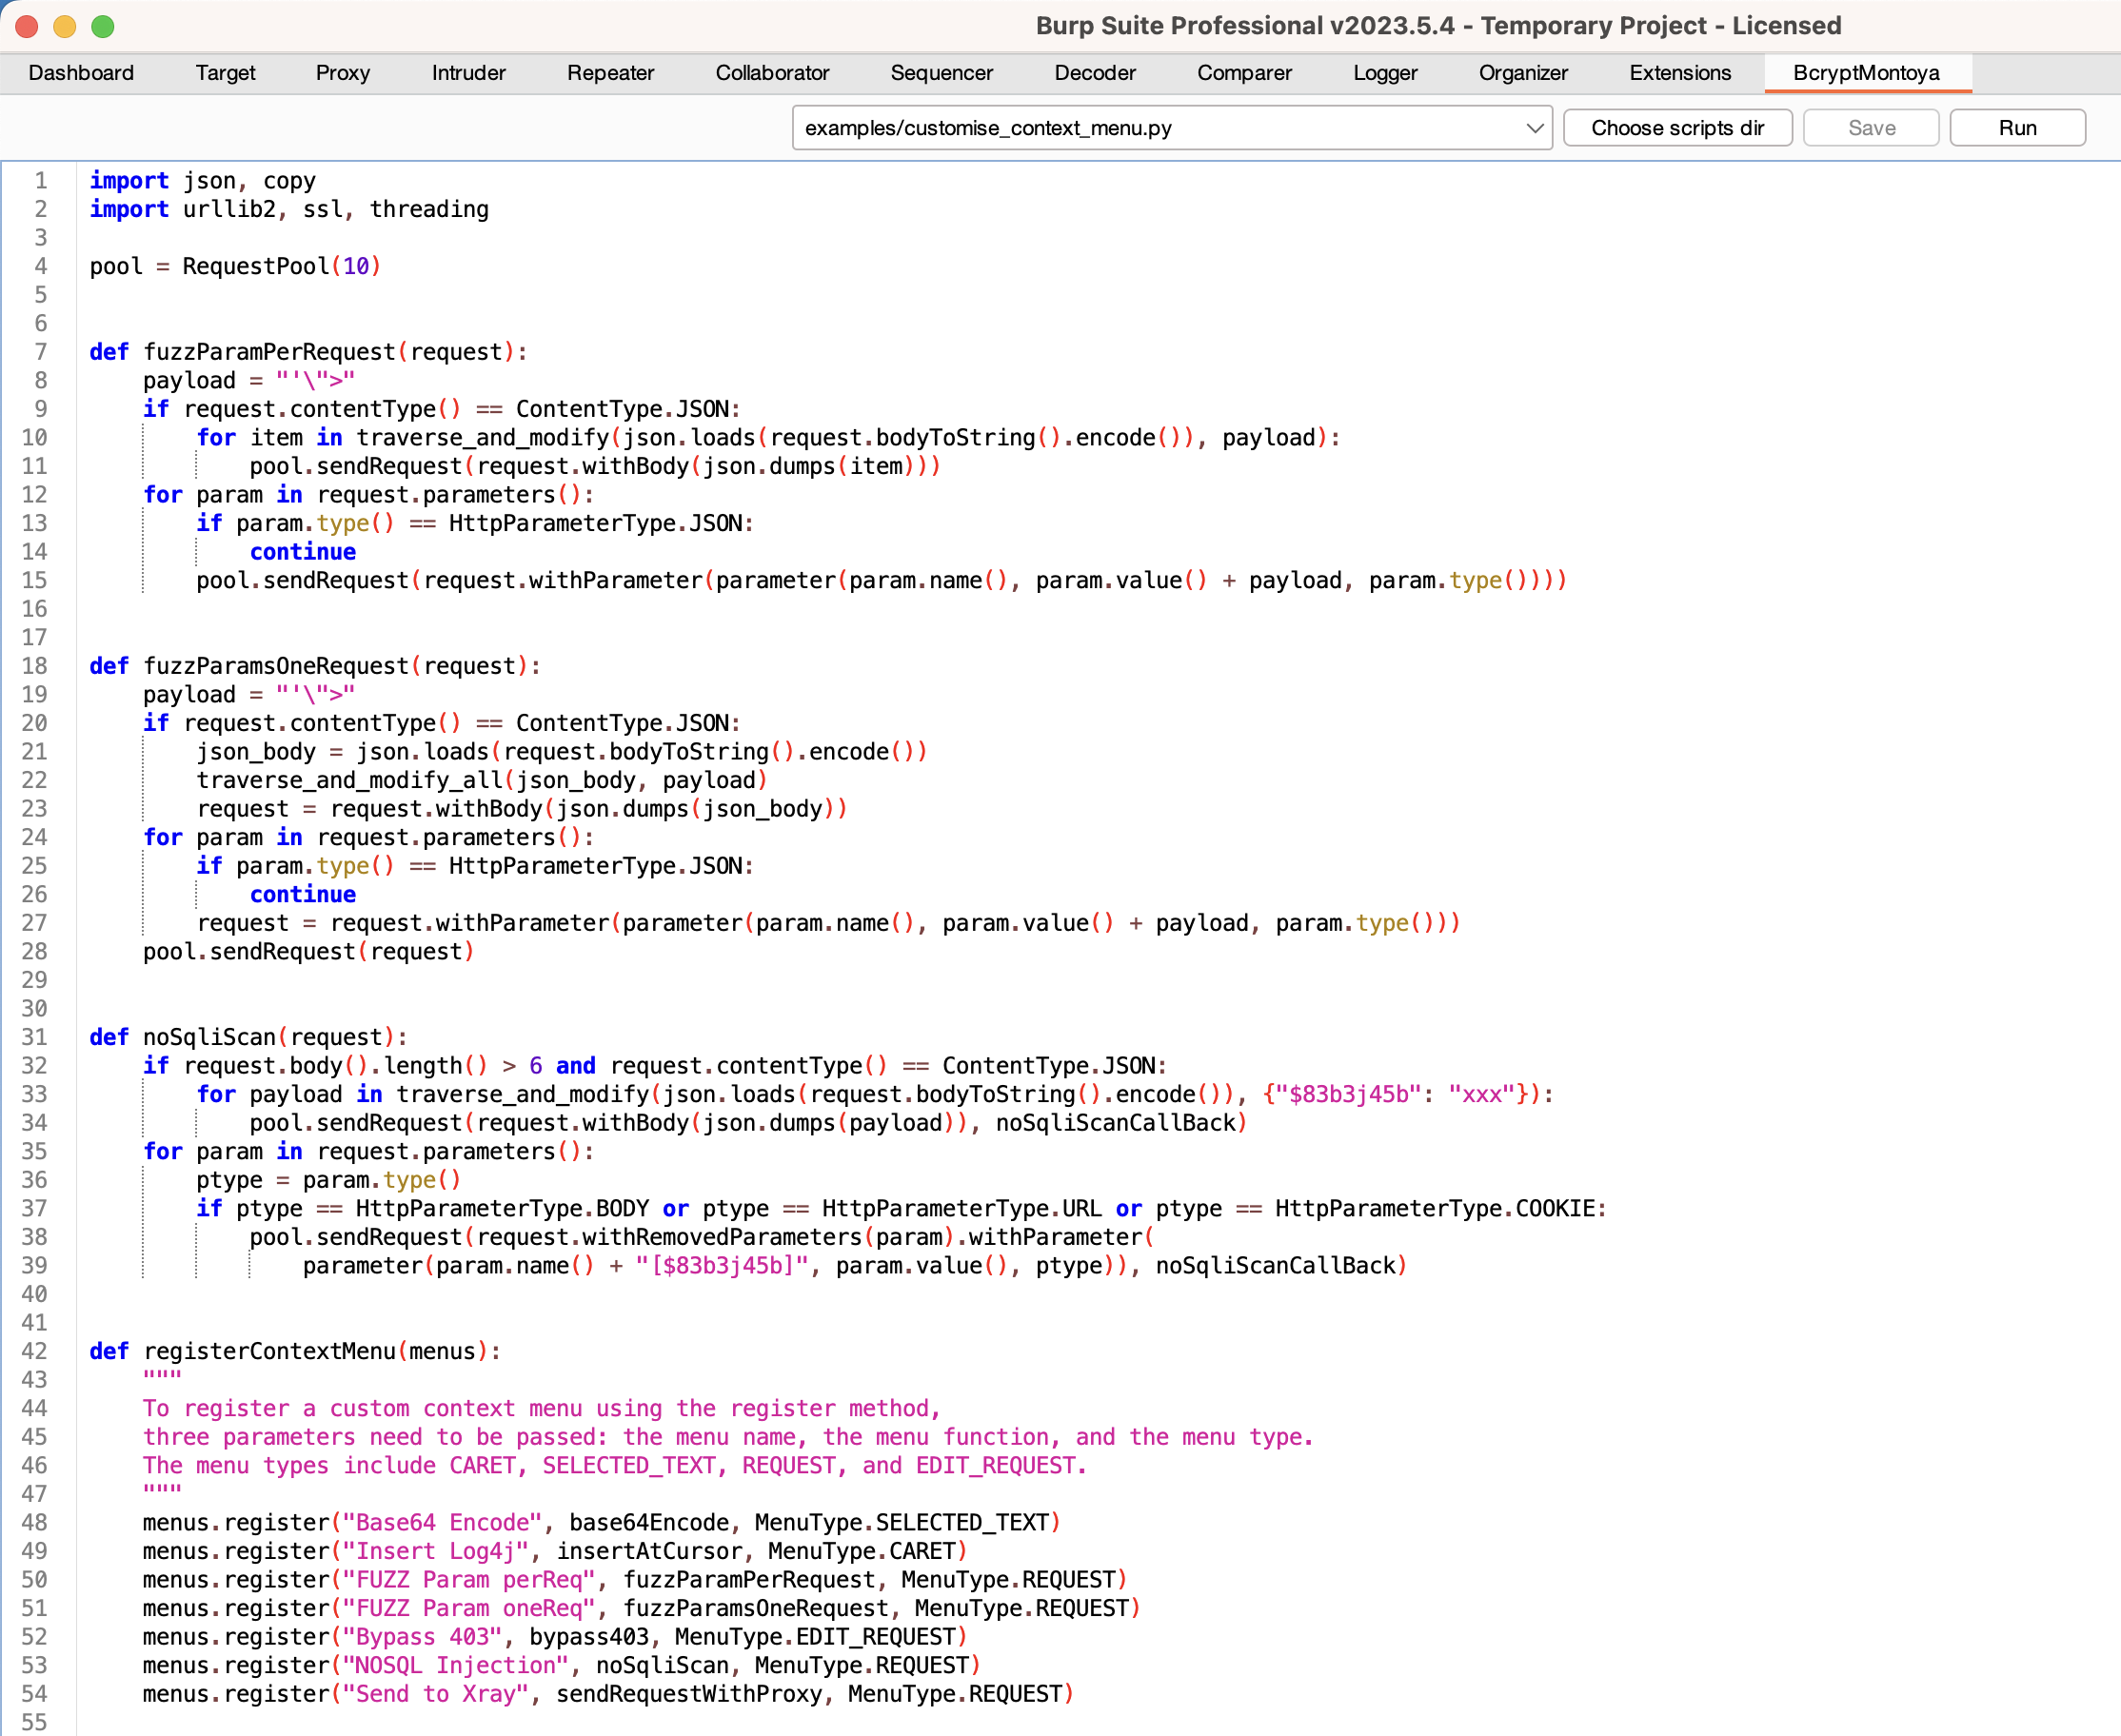 Burp Suite Professional v2023.5.4 - Temporary Project - Licensed
Dashboard Target Proxy Intruder Repeater Collaborator Sequencer Decoder Comparer Logger Organizer Extensions BcryptMontoya
examples/customise_context_menu.py Choose scripts dir Save Run
1 import json, copy
2 import urllib2, ssl, threading
3
4 pool = RequestPool(10)
5
6
7 def fuzzParamPerRequest(request):
8     payload = "'\">"
9     if request.contentType() == ContentType.JSON:
10         for item in traverse_and_modify(json.loads(request.bodyToString().encode()), payload):
11             pool.sendRequest(request.withBody(json.dumps(item)))
12     for param in request.parameters():
13         if param.type() == HttpParameterType.JSON:
14             continue
15         pool.sendRequest(request.withParameter(parameter(param.name(), param.value() + payload, param.type())))
16
17
18 def fuzzParamsOneRequest(request):
19     payload = "'\">"
20     if request.contentType() == ContentType.JSON:
21         json_body = json.loads(request.bodyToString().encode())
22         traverse_and_modify_all(json_body, payload)
23         request = request.withBody(json.dumps(json_body))
24     for param in request.parameters():
25         if param.type() == HttpParameterType.JSON:
26             continue
27         request = request.withParameter(parameter(param.name(), param.value() + payload, param.type()))
28     pool.sendRequest(request)
29
30
31 def noSqliScan(request):
32     if request.body().length() > 6 and request.contentType() == ContentType.JSON:
33         for payload in traverse_and_modify(json.loads(request.bodyToString().encode()), {"$83b3j45b": "xxx"}):
34             pool.sendRequest(request.withBody(json.dumps(payload)), noSqliScanCallBack)
35     for param in request.parameters():
36         ptype = param.type()
37         if ptype == HttpParameterType.BODY or ptype == HttpParameterType.URL or ptype == HttpParameterType.COOKIE:
38             pool.sendRequest(request.withRemovedParameters(param).withParameter(
39                 parameter(param.name() + "[$83b3j45b]", param.value(), ptype)), noSqliScanCallBack)
40
41
42 def registerContextMenu(menus):
43     """
44     To register a custom context menu using the register method,
45     three parameters need to be passed: the menu name, the menu function, and the menu type.
46     The menu types include CARET, SELECTED_TEXT, REQUEST, and EDIT_REQUEST.
47     """
48     menus.register("Base64 Encode", base64Encode, MenuType.SELECTED_TEXT)
49     menus.register("Insert Log4j", insertAtCursor, MenuType.CARET)
50     menus.register("FUZZ Param perReq", fuzzParamPerRequest, MenuType.REQUEST)
51     menus.register("FUZZ Param oneReq", fuzzParamsOneRequest, MenuType.REQUEST)
52     menus.register("Bypass 403", bypass403, MenuType.EDIT_REQUEST)
53     menus.register("NOSQL Injection", noSqliScan, MenuType.REQUEST)
54     menus.register("Send to Xray", sendRequestWithProxy, MenuType.REQUEST)
55